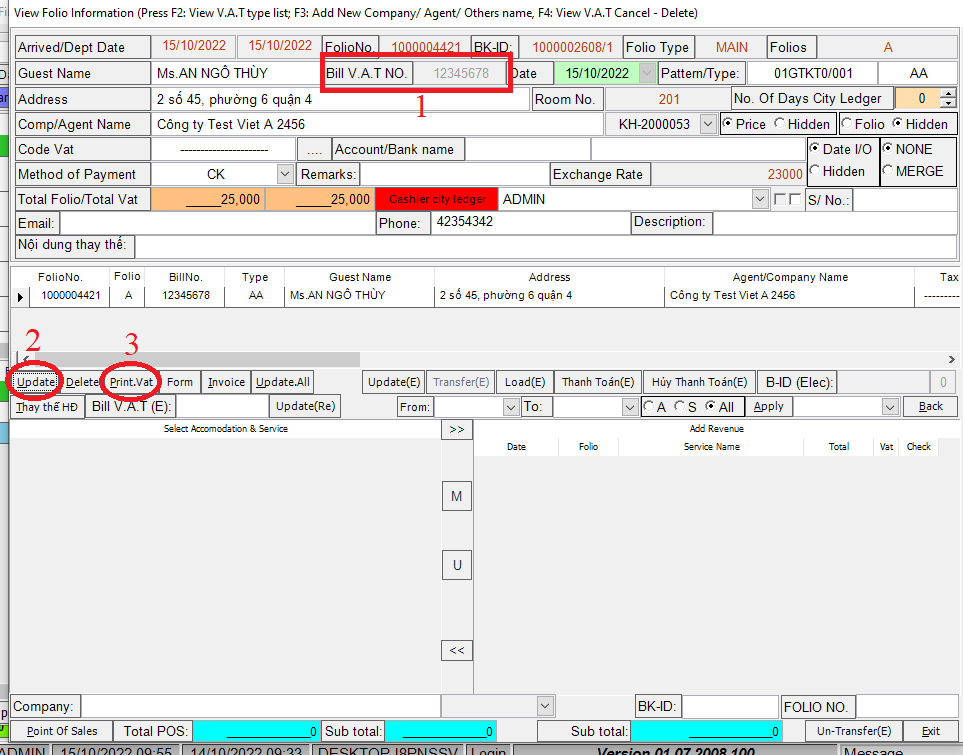 View Folio Information (Press F2: View V.A.T type list; F3: Add New Company/ Agent/ Others name, F4: View V.A.T Cancel - Delete)
Arrived/Dept Date 15/10/2022 15/10/2022 FolioNo. 1000004421 BK-ID: 1000002608/1 Folio Type MAIN Folios A
Guest Name Ms.AN NGÔ THÙY Bill V.A.T NO. 12345678 Date 15/10/2022 Pattern/Type: 01GTKT0/001 AA
1
Address 2 số 45, phường 6 quận 4 Room No. 201 No. Of Days City Ledger 0
Comp/Agent Name Công ty Test Viet A 2456 KH-2000053 Price Hidden Folio Hidden
Code Vat ---------------------- .... Account/Bank name Date I/O NONE
Method of Payment CK Remarks: Exchange Rate 23000 Hidden MERGE
Total Folio/Total Vat _____25,000 _____25,000 Cashier city ledger ADMIN S/ No.:
Email: Phone: 42354342 Description:
Nội dung thay thế:
FolioNo. Folio BillNo. Type Guest Name Address Agent/Company Name Tax
1000004421 A 12345678 AA Ms.AN NGÔ THÙY 2 số 45, phường 6 quận 4 Công ty Test Viet A 2456 ---------
2 3
Update Delete Print.Vat Form Invoice Update.All Update(E) Transfer(E) Load(E) Thanh Toán(E) Hủy Thanh Toán(E) B-ID (Elec): 0
Thay thế HĐ Bill V.A.T (E): Update(Re) From: To: A S All Apply Back
Select Accomodation & Service >> Add Revenue
Date Folio Service Name Total Vat Check
M
U
<<
Company: BK-ID: FOLIO NO.
Point Of Sales Total POS: 0 Sub total: 0 Sub total: 0 Un-Transfer(E) Exit
ADMIN 15/10/2022 09:55 14/10/2022 09:33 DESKTOP-J8PNSSV Login Version 01.07.2008.100 Message